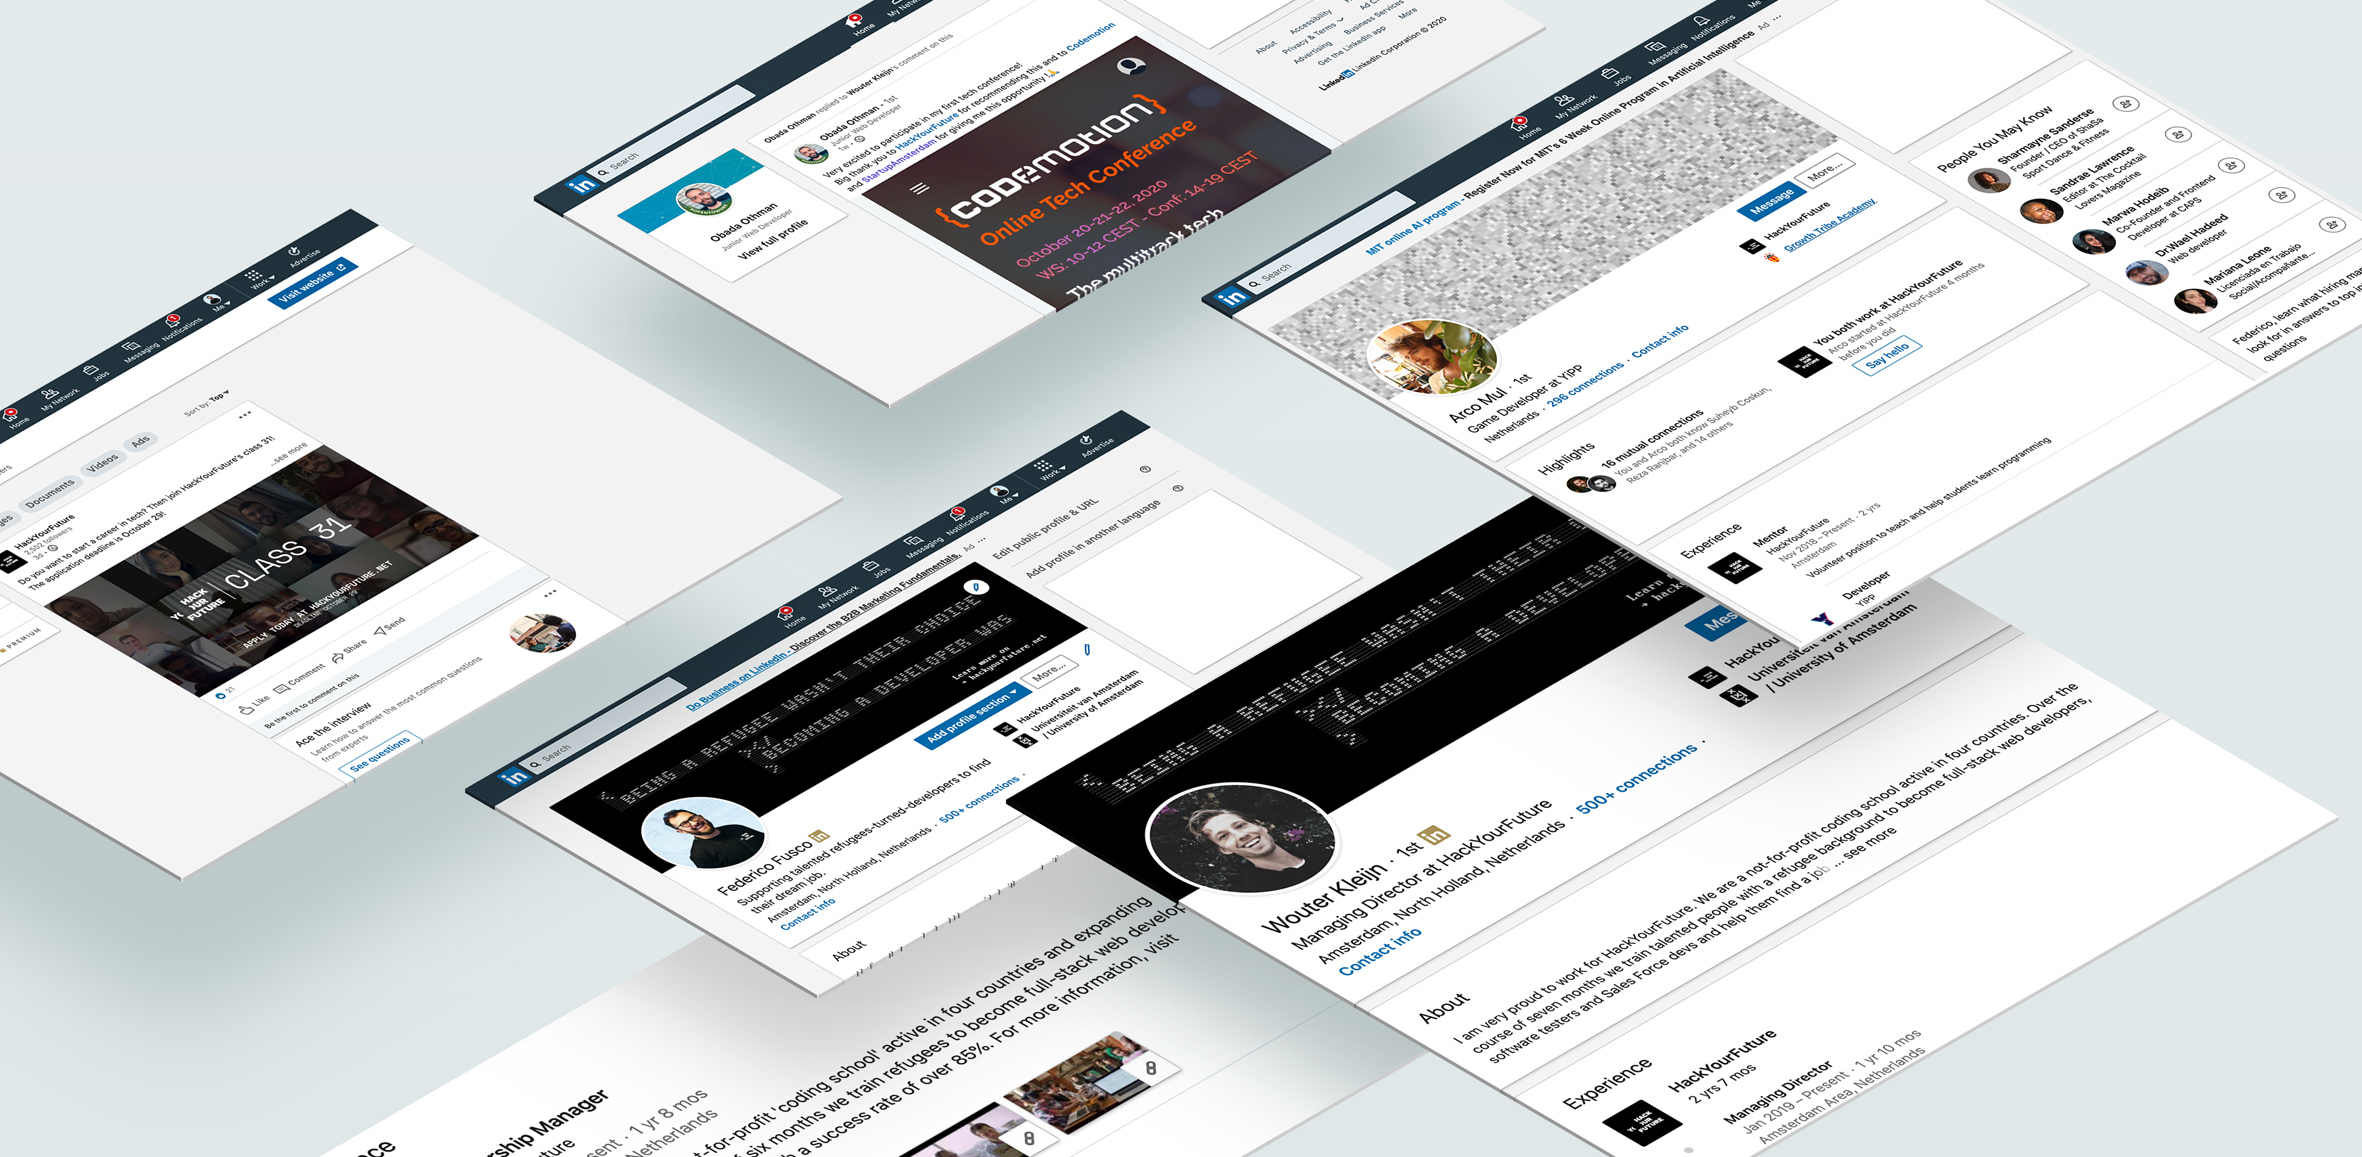 Home
My Network
Jobs
Messaging
Notifications
Me
Work
Advertise
Visit website
Documents
Videos
Ads
Sort by: Top
HackYourFuture
2,502 followers
3d
Do you want to start a career in tech? Then join HackYourFuture's class 31!
The application deadline is October 29!
...see more
HACK
YOUR
FUTURE
CLASS 31
APPLY TODAY AT HACKYOURFUTURE.NET
DEADLINE OCTOBER 29
21
Like
Comment
Share
Send
Be the first to comment on this
PREMIUM
Ace the interview
Learn how to answer the most common questions
from experts
See questions
in
Search
Home
Obada Othman
Junior Web Developer
View full profile
Obada Othman replied to Wouter Kleijn's comment on this
Obada Othman · 1st
Junior Web Developer
1w
Very excited to participate in my first tech conference!
Big thank you to HackYourFuture for recommending this and to Codemotion
and StartupAmsterdam for giving me this opportunity !
{CODEMOTION}
Online Tech Conference
October 20-21-22, 2020
WS: 10-12 CEST - Conf: 14-19 CEST
The multitrack tech
About
Accessibility
Privacy & Terms
Advertising
Business Services
Get the LinkedIn app
More
LinkedIn LinkedIn Corporation © 2020
in
Search
Home
My Network
Jobs
Messaging
Notifications
Me
MIT online AI program - Register Now for MIT's 6 Week Online Program in Artificial Intelligence
Ad
Message
More...
HackYourFuture
Growth Tribe Academy
Arco Mul · 1st
Game Developer at YiPP
Netherlands · 296 connections · Contact info
Highlights
16 mutual connections
You and Arco both know Suheyb Coskun,
Reza Ranjbar, and 14 others
You both work at HackYourFuture
Arco started at HackYourFuture 4 months
before you did
Say hello
Experience
Mentor
HackYourFuture
Nov 2018 – Present · 2 yrs
Amsterdam
Volunteer position to teach and help students learn programming
Developer
YiPP
People You May Know
Sharmayne Sanderse
Founder / CEO of ShaSa
Sport Dance & Fitness
Sandrae Lawrence
Editor at The Cocktail
Lovers Magazine
Marwa Hodeib
Co-Founder and Frontend
Developer at CAPS
Dr.Wael Hadeed
Web developer
Mariana Leone
Licenciada en Trabajo
Social/Acompañante...
Federico, learn what hiring
look for in answers to top
questions
in
Search
Home
My Network
Jobs
Messaging
Notifications
Me
Work
Advertise
Do Business on LinkedIn - Discover the B2B Marketing Fundamentals.
Ad
Edit public profile & URL
Add profile in another language
BEING A REFUGEE WASN'T THEIR CHOICE
BECOMING A DEVELOPER WAS
Learn more on
→ hackyourfuture.net
Add profile section
More...
HackYourFuture
Universiteit van Amsterdam
/ University of Amsterdam
Federico Fusco in
Supporting talented refugees-turned-developers to find
their dream job.
Amsterdam, North Holland, Netherlands · 500+ connections ·
Contact info
About
BEING A REFUGEE WASN'T THEIR
BECOMING A DEVELOPER
Learn
→ hack
Wouter Kleijn · 1st in
Managing Director at HackYourFuture
Amsterdam, North Holland, Netherlands · 500+ connections ·
Contact info
Universiteit van Amsterdam
/ University of Amsterdam
About
I am very proud to work for HackYourFuture. We are a not-for-profit coding school active in four countries. Over the
course of seven months we train talented people with a refugee background to become full-stack web developers,
software testers and Sales Force devs and help them find a job ... see more
Experience
HACK
YOUR
FUTURE
HackYourFuture
2 yrs 7 mos
Managing Director
Jan 2019 – Present · 1 yr 10 mos
Amsterdam Area, Netherlands
rship Manager
ture
sent · 1 yr 8 mos
Netherlands
t-for-profit 'coding school' active in four countries and expanding
f six months we train refugees to become full-stack web develop
a success rate of over 85%. For more information, visit